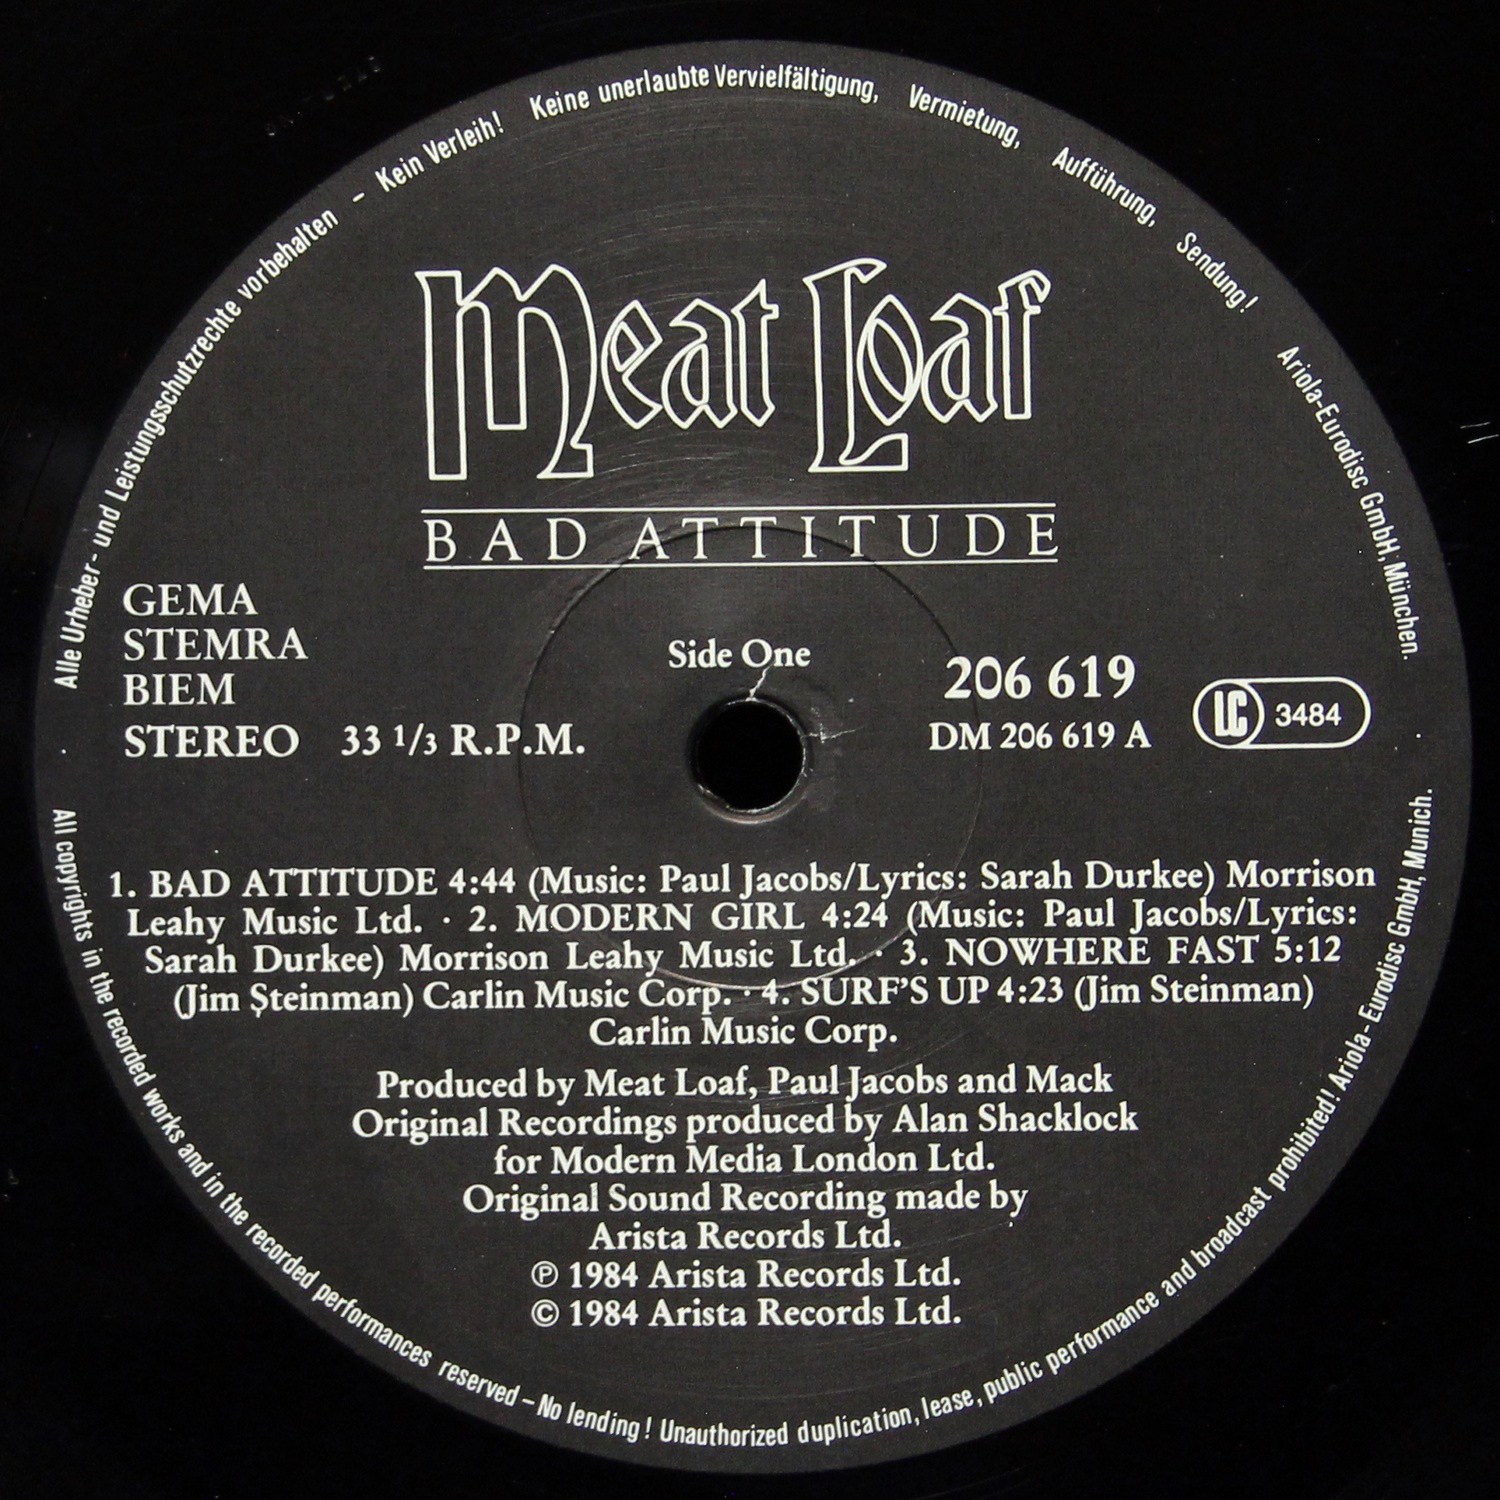 Alle Urheber- und Leistungsschutzrechte vorbehalten – Kein Verleih! Keine unerlaubte Vervielfältigung, Vermietung, Aufführung, Sendung! Ariola-Eurodisc GmbH, München.
Meat Loaf
BAD ATTITUDE
GEMA
STEMRA
BIEM
STEREO 33 1/3 R.P.M.
Side One
206 619
DM 206 619 A
LC 3484
1. BAD ATTITUDE 4:44 (Music: Paul Jacobs/Lyrics: Sarah Durkee) Morrison
Leahy Music Ltd. · 2. MODERN GIRL 4:24 (Music: Paul Jacobs/Lyrics:
Sarah Durkee) Morrison Leahy Music Ltd. · 3. NOWHERE FAST 5:12
(Jim Steinman) Carlin Music Corp. · 4. SURF'S UP 4:23 (Jim Steinman)
Carlin Music Corp.
Produced by Meat Loaf, Paul Jacobs and Mack
Original Recordings produced by Alan Shacklock
for Modern Media London Ltd.
Original Sound Recording made by
Arista Records Ltd.
℗ 1984 Arista Records Ltd.
© 1984 Arista Records Ltd.
All copyrights in the recorded works and in the recorded performances reserved – No lending! Unauthorized duplication, lease, public performance and broadcast prohibited! Ariola-Eurodisc GmbH, Munich.